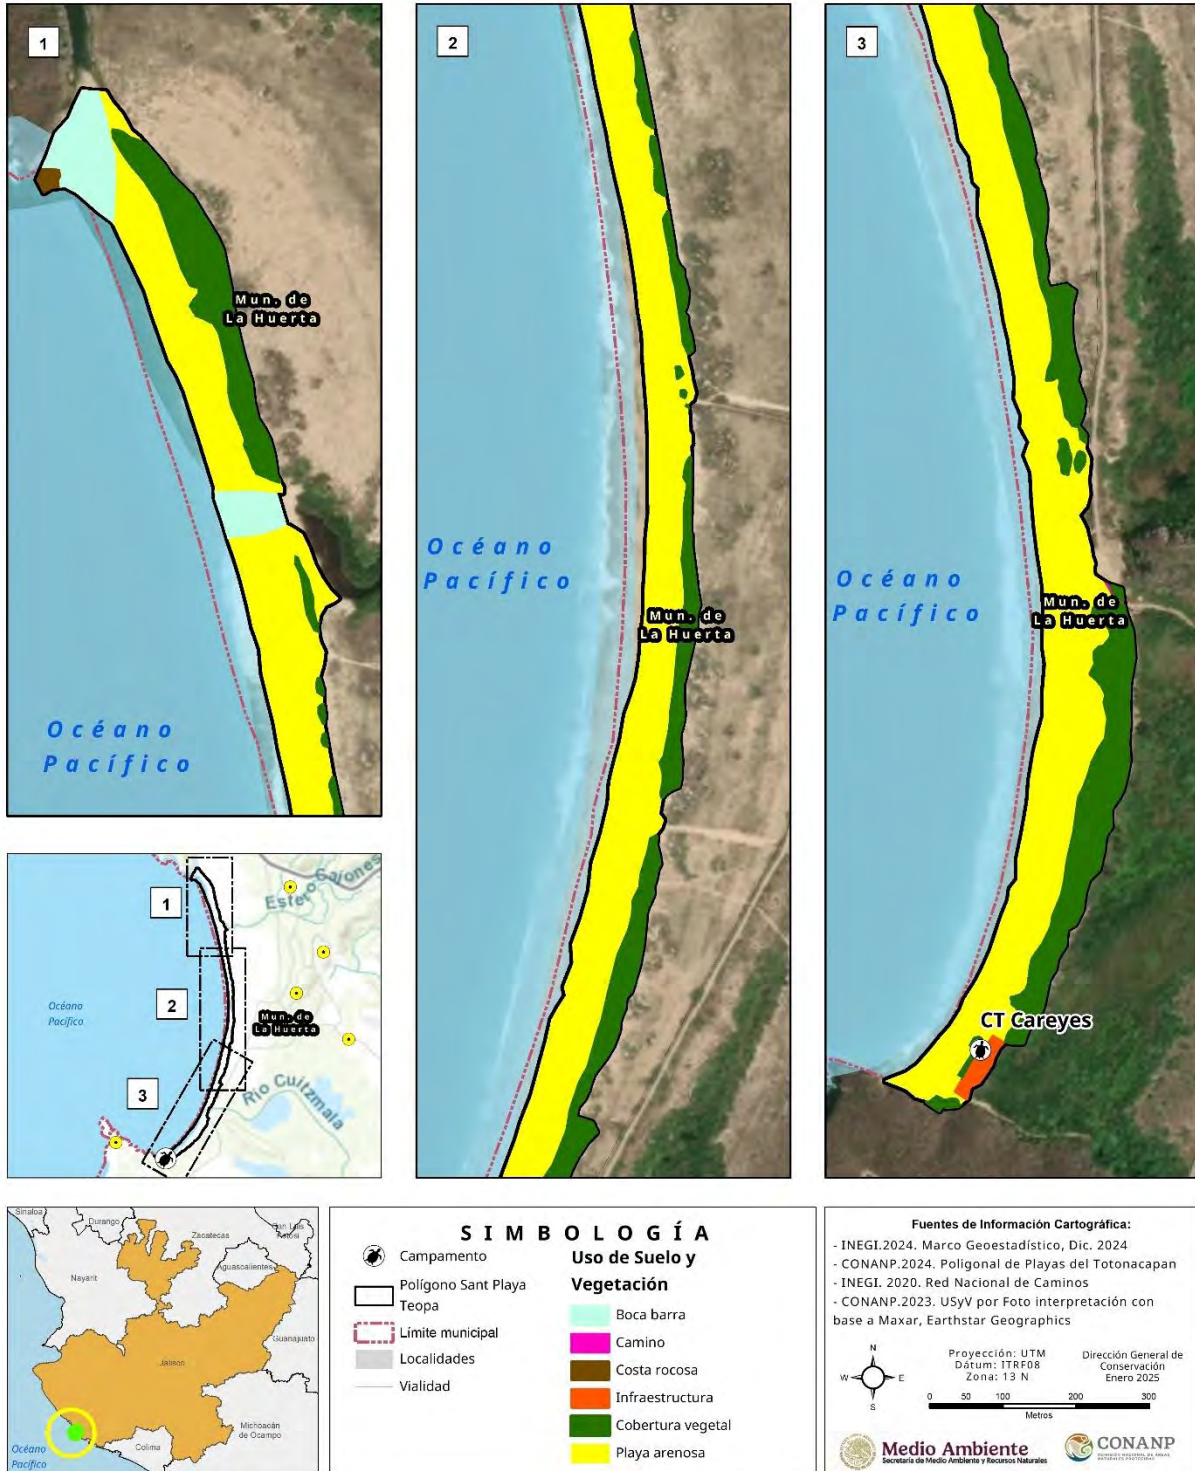 1
Mun. de
La Huerta
Océano
Pacífico
2
Océano
Pacífico
Mun. de
La Huerta
3
Océano
Pacífico
Mun. de
La Huerta
CT Careyes
1
Estero Cajones
2
Océano
Pacífico
Mun. de
La Huerta
3
Río Cuitzmala
Sinaloa
Durango
Zacatecas
San Luis
Potosí
Nayarit
Aguascalientes
Guanajuato
Jalisco
Michoacán
de Ocampo
Colima
Océano
Pacífico
SIMBOLOGÍA
Campamento
Polígono Sant Playa
Teopa
Límite municipal
Localidades
Vialidad
Uso de Suelo y
Vegetación
Boca barra
Camino
Costa rocosa
Infraestructura
Cobertura vegetal
Playa arenosa
Fuentes de Información Cartográfica:
- INEGI.2024. Marco Geoestadístico, Dic. 2024
- CONANP.2024. Poligonal de Playas del Totonacapan
- INEGI. 2020. Red Nacional de Caminos
- CONANP.2023. USyV por Foto interpretación con
base a Maxar, Earthstar Geographics
N
W E
S
Proyección: UTM
Dátum: ITRF08
Zona: 13 N
Dirección General de
Conservación
Enero 2025
0 50 100 200 300
Metros
Medio Ambiente
Secretaría de Medio Ambiente y Recursos Naturales
CONANP
COMISIÓN NACIONAL DE ÁREAS
NATURALES PROTEGIDAS